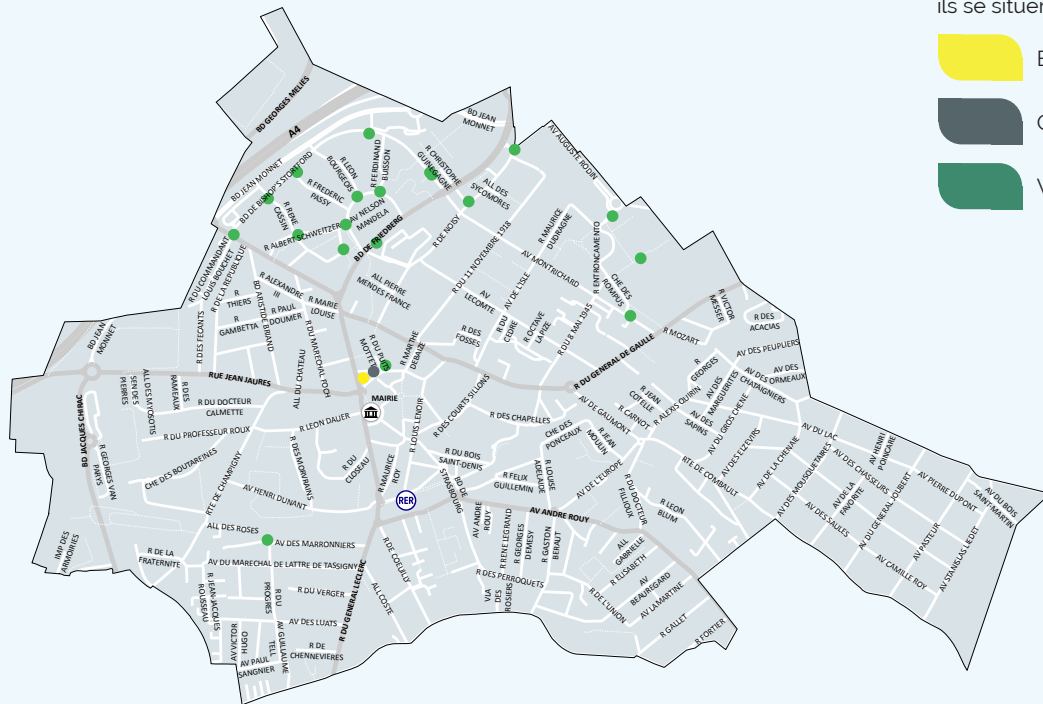 ils se situer
E
C
V
BD GEORGES MELIES
A4
BD JEAN
MONNET
AV AUGUSTE RODIN
R CHRISTOPHE
GUINEGAGNE
R FERDINAND
BUISSON
R LEON
BOURGEOIS
BD JEAN MONNET
BD DE BISHOP'S STORTFORD
R FREDERIC
PASSY
ALL DES
SYCOMORES
R RENE
CASSIN
AV NELSON
MANDELA
R ALBERT SCHWEITZER
BD DE FRIEDBERG
R DE NOISY
R MAURICE
DUDRAGNE
R ENTRONCAMENTO
R DU COMMANDANT
LOUIS BOUCHET
R DE LA REPUBLIQUE
R DU 11 NOVEMBRE 1918
AV MONTRICHARD
CHE DES
ROMPUS
R ALEXANDRE
III
ALL PIERRE
MENDES FRANCE
AV DE L'ISLE
AV
LECOMTE
R
THIERS
BD ARISTIDE BRIAND
R PAUL
DOUMER
R MARIE
LOUISE
R
GAMBETTA
R VICTOR
MESSER
R DES
ACACIAS
BD JEAN
MONNET
R DES FECANTS
R DU MARECHAL FOCH
R DU PUITS
MOTTET
R MARTHE
DEBAIZE
R DES
FOSSES
R DU
CEDRE
R OCTAVE
LAPIZE
R DU 8 MAI 1945
R MOZART
AV DES PEUPLIERS
R DU GENERAL DE GAULLE
R
GEORGES
AV DES
ORMEAUX
AV DES
CHATAIGNIERS
RUE JEAN JAURES
ALL DU CHATEAU
MAIRIE
SEN DES
PIERRES
ALL DES MYOSOTIS
R DES
RAMEAUX
R DU DOCTEUR
CALMETTE
R LEON DAUER
R LOUIS LENOIR
R DES COURTS SILLONS
R DES CHAPELLES
AV DE GAUMONT
R JEAN
COTELLE
R CARNOT
R ALEXIS QUIRIN
AV DES
MARGUERITES
AV DES
SAPINS
AV DU GROS CHENE
AV DES ELZEVIRS
AV DU LAC
BD JACQUES CHIRAC
R DU PROFESSEUR ROUX
R GEORGES VAN
PARYS
CHE DES BOUTAREINES
RTE DE CHAMPIGNY
R DES MORVRAINS
R DU
CUSSEAU
R MAURICE
ROY
R DU BOIS
SAINT-DENIS
CHE DES
PONCEAUX
R JEAN
MOULIN
R FELIX
GUILLEMIN
R LOUISE
ADELAIDE
AV DE L'EUROPE
RTE DE COMBAULT
AV DE LA CHENAIE
AV DES MOUSQUETAIRES
AV HENRI
POINCARE
AV DES CHASSEURS
AV DE LA
FAVORITE
AV DU GENERAL JOUBERT
AV PIERRE DUPONT
AV DU BOIS
SAINT-MARTIN
AV HENRI DUNANT
RER
BD DE
STRASBOURG
R DU DOCTEUR
FILLIOUX
R LEON
BLUM
AV DES SAULES
ALL DES ROSES
AV ANDRE
ROUY
AV ANDRE ROUY
R RENE LEGRAND
R GEORGES
DEMESY
R GASTON
BERAULT
AV PASTEUR
AV STANISLAS LIEDET
IMP DES
ARMOIRIES
R DE LA
FRATERNITE
AV DES MARRONNIERS
AV DU MARECHAL DE LATTRE DE TASSIGNY
R DE COEUILLY
ALL
GABRIELLE
R ELISABETH
AV CAMILLE ROY
R JEAN-JACQUES
ROUSSEAU
R DU
PROGRES
R DU VERGER
ALL COSTE
R DES PERROQUETS
VIA
DES
ROSIERS
AV
BEAUREGARD
R DE L'UNION
AV LAMARTINE
AV DES LUATS
R DU GENERAL LECLERC
AV VICTOR
HUGO
AV GUILLAUME
TELL
R DE
CHENNEVIERES
AV PAUL
SANGNIER
R GALLET
R FORTIER